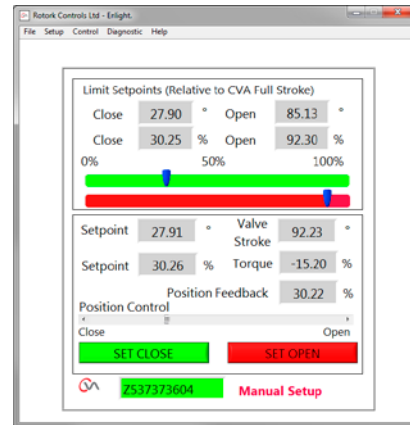 Rotork Controls Ltd - Enlight.
File Setup Control Diagnostic Help
Limit Setpoints (Relative to CVA Full Stroke)
Close 27.90 ° Open 85.13 °
Close 30.25 % Open 92.30 %
0% 50% 100%
Setpoint 27.91 ° Valve Stroke 92.23 °
Setpoint 30.26 % Torque -15.20 %
Position Feedback 30.22 %
Position Control
Close Open
SET CLOSE SET OPEN
CVA Z537373604 Manual Setup